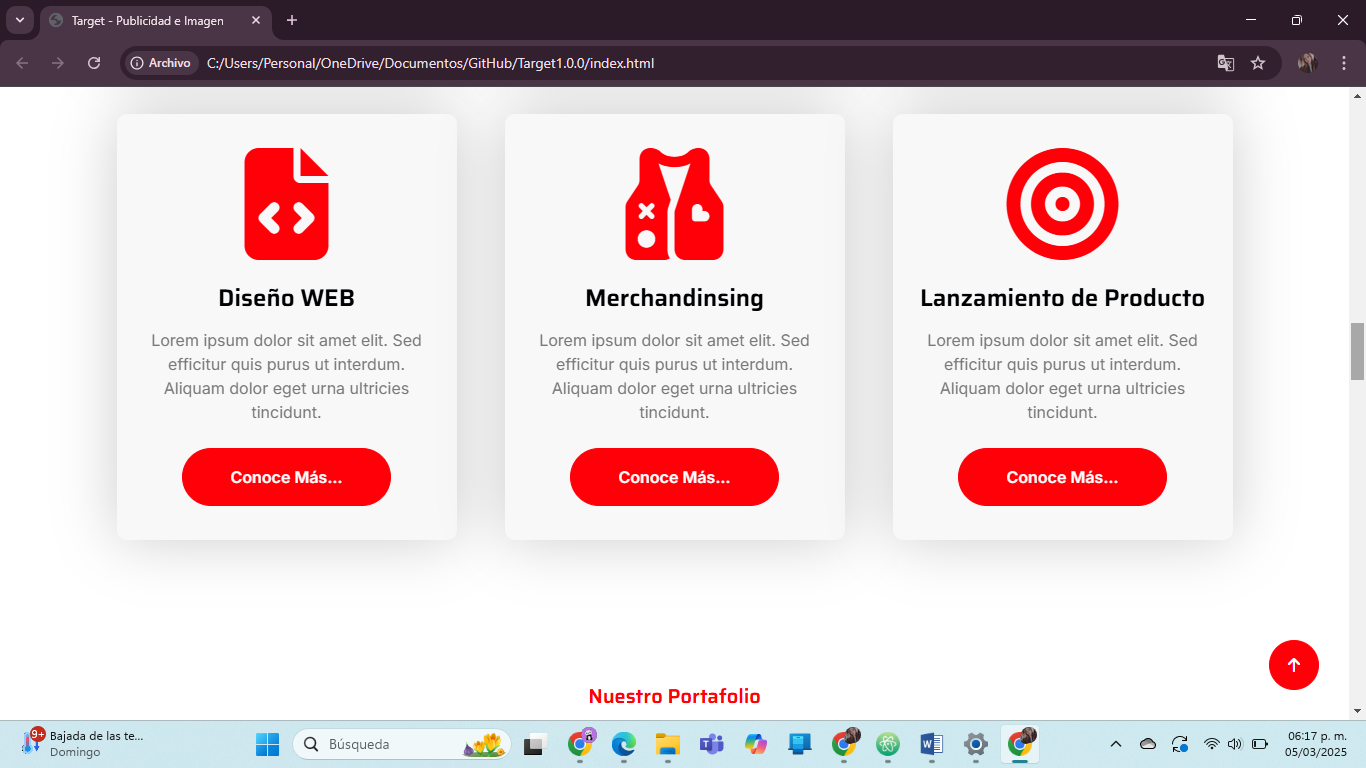 Target - Publicidad e Imagen
Archivo
C:/Users/Personal/OneDrive/Documentos/GitHub/Target1.0.0/index.html
Diseño WEB
Lorem ipsum dolor sit amet elit. Sed
efficitur quis purus ut interdum.
Aliquam dolor eget urna ultricies
tincidunt.
Conoce Más...
Merchandinsing
Lorem ipsum dolor sit amet elit. Sed
efficitur quis purus ut interdum.
Aliquam dolor eget urna ultricies
tincidunt.
Conoce Más...
Lanzamiento de Producto
Lorem ipsum dolor sit amet elit. Sed
efficitur quis purus ut interdum.
Aliquam dolor eget urna ultricies
tincidunt.
Conoce Más...
Nuestro Portafolio
9+
Bajada de las te...
Domingo
Búsqueda
06:17 p. m.
05/03/2025